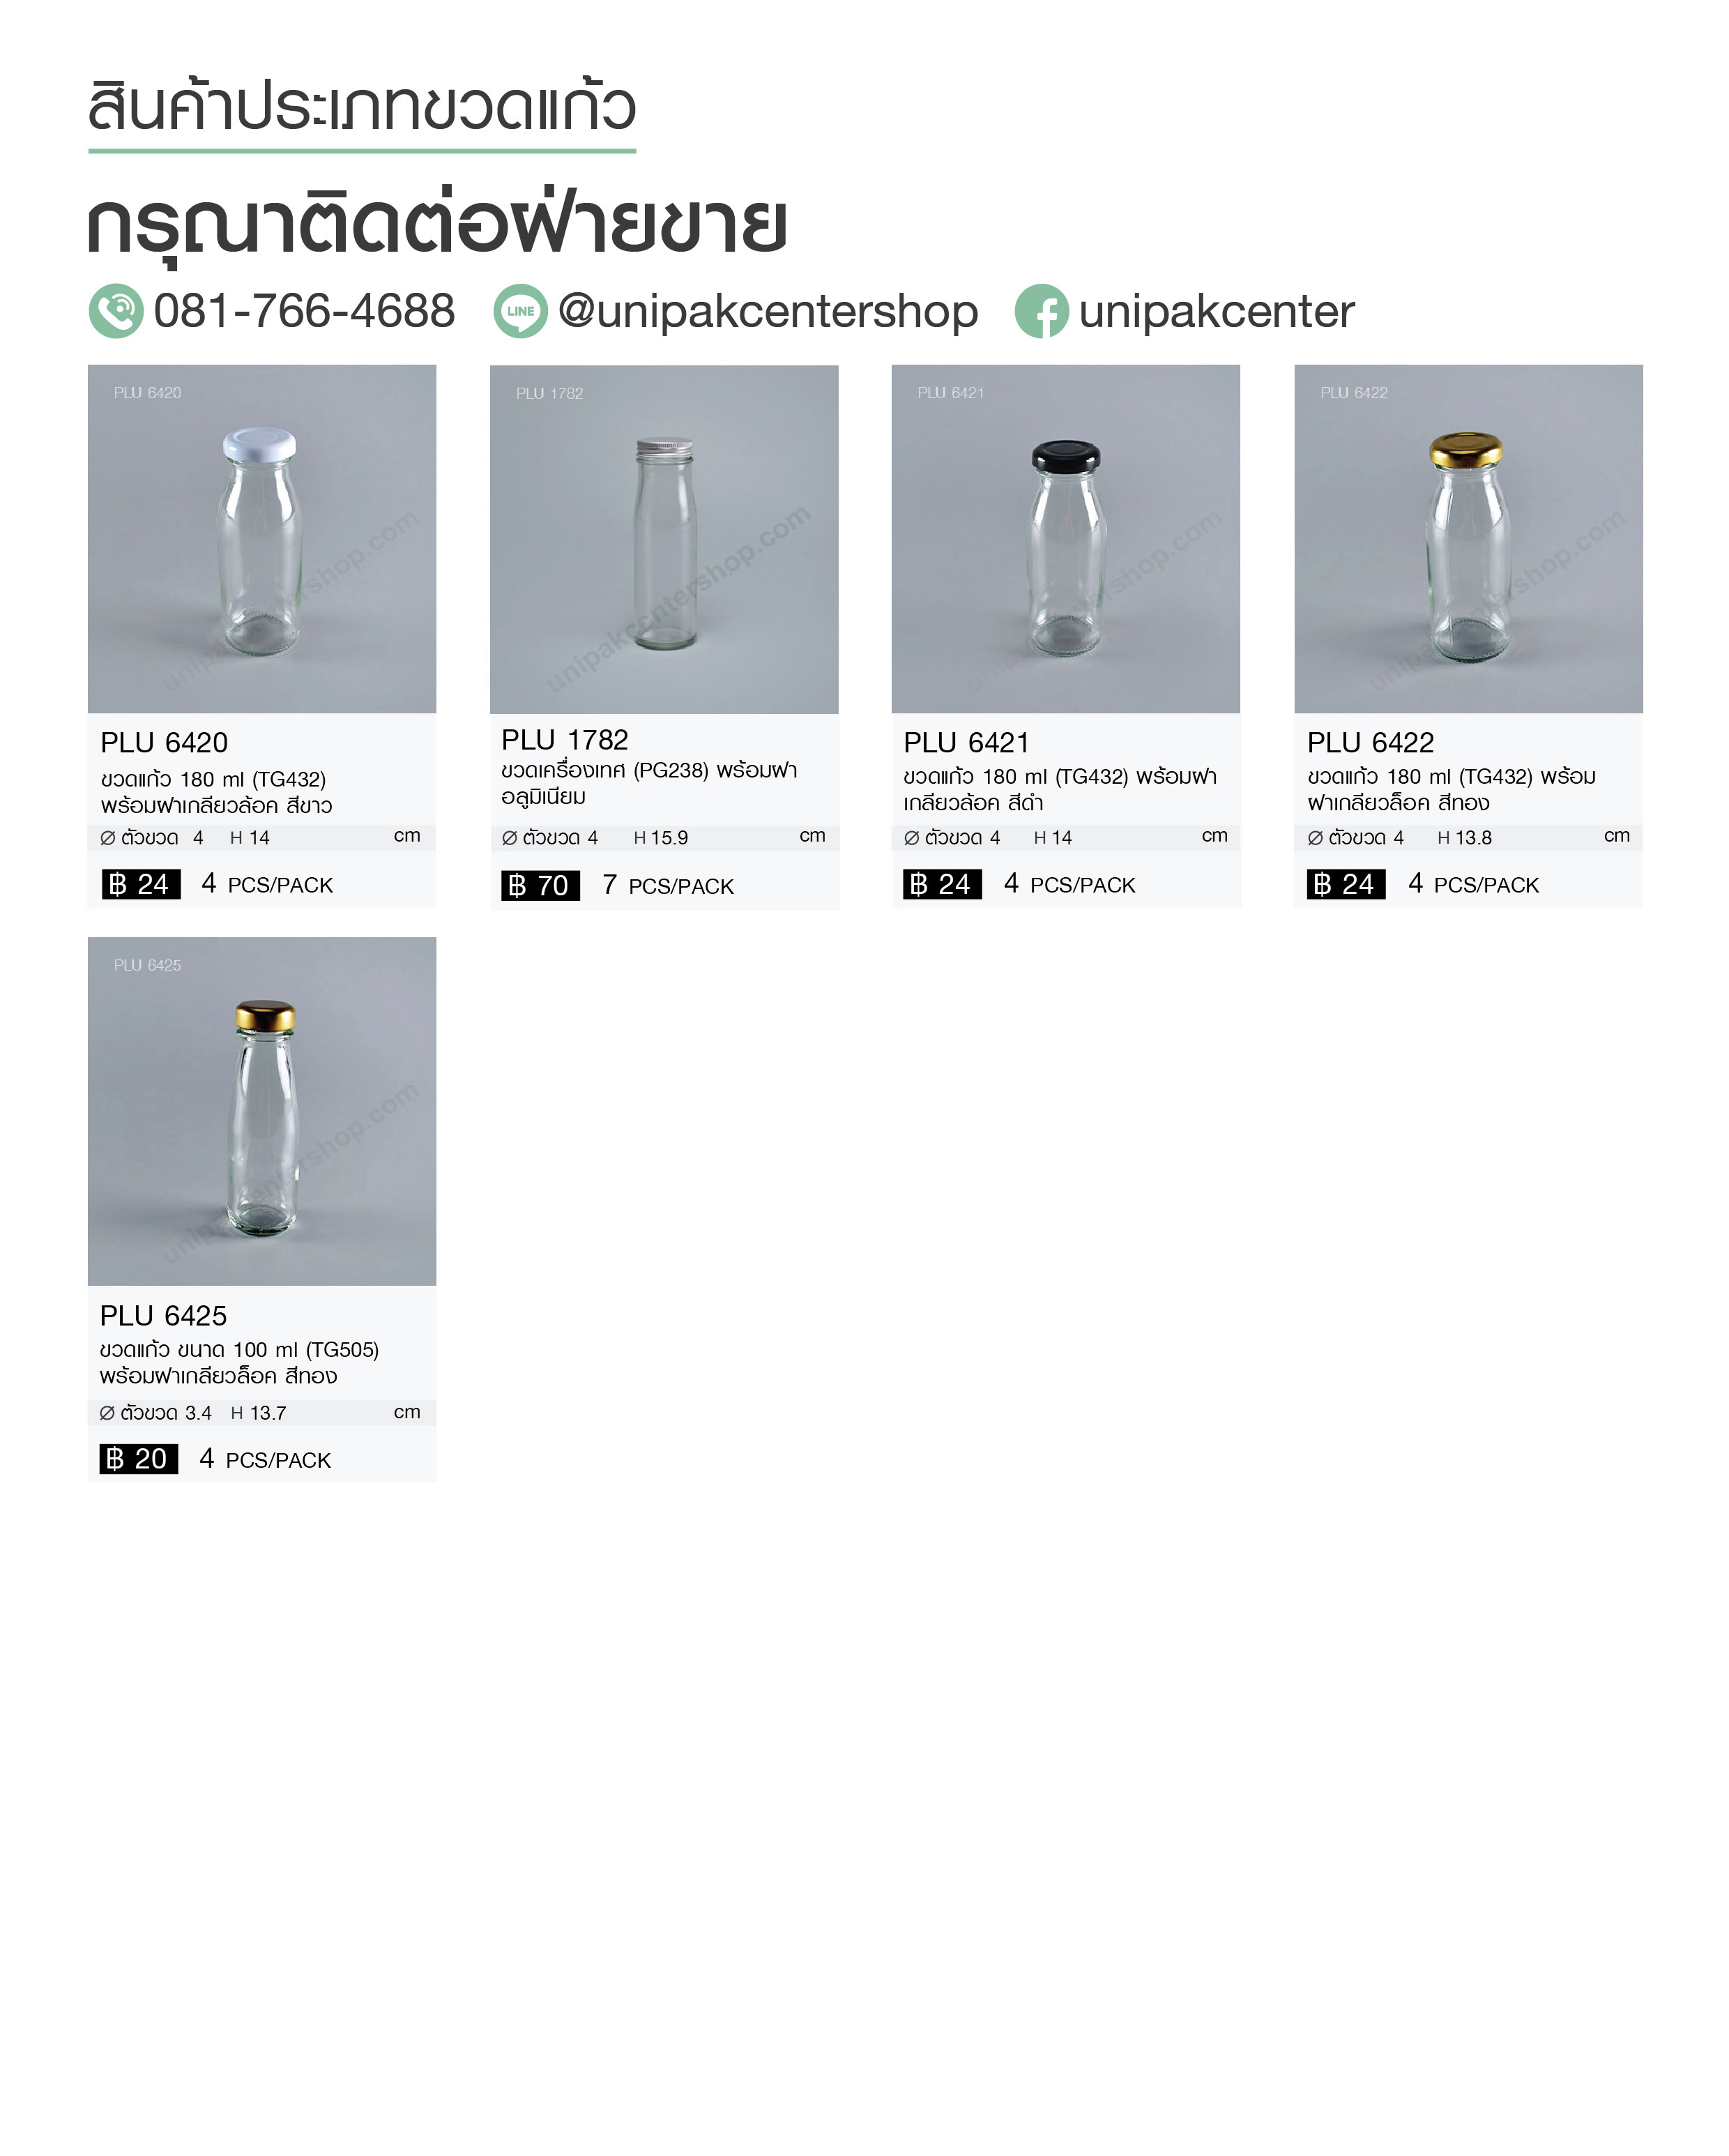 สินค้าประเภทขวดแก้ว
กรุณาติดต่อฝ่ายขาย
081-766-4688 LINE @unipakcentershop unipakcenter
PLU 6420
unipakcentershop.com
PLU 6420
ขวดแก้ว 180 ml (TG432)
พร้อมฝาเกลียวล้อค สีขาว
Ø ตัวขวด 4 H 14 cm
฿ 24 4 PCS/PACK
PLU 1782
unipakcentershop.com
PLU 1782
ขวดเครื่องเทศ (PG238) พร้อมฝา
อลูมิเนียม
Ø ตัวขวด 4 H 15.9 cm
฿ 70 7 PCS/PACK
PLU 6421
unipakcentershop.com
PLU 6421
ขวดแก้ว 180 ml (TG432) พร้อมฝา
เกลียวล้อค สีดำ
Ø ตัวขวด 4 H 14 cm
฿ 24 4 PCS/PACK
PLU 6422
unipakcentershop.com
PLU 6422
ขวดแก้ว 180 ml (TG432) พร้อม
ฝาเกลียวล็อค สีทอง
Ø ตัวขวด 4 H 13.8 cm
฿ 24 4 PCS/PACK
PLU 6425
unipakcentershop.com
PLU 6425
ขวดแก้ว ขนาด 100 ml (TG505)
พร้อมฝาเกลียวล็อค สีทอง
Ø ตัวขวด 3.4 H 13.7 cm
฿ 20 4 PCS/PACK